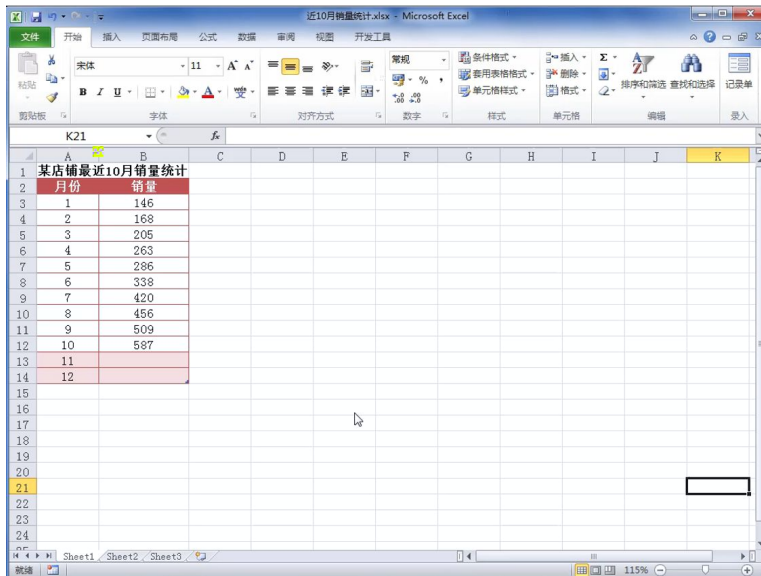 近10月销量统计.xlsx - Microsoft Excel
文件 开始 插入 页面布局 公式 数据 审阅 视图 开发工具
粘贴 宋体 11 常规 条件格式 插入 Σ
B I U A 套用表格格式 删除 排序和筛选 查找和选择 记录单
单元格样式 格式
剪贴板 字体 对齐方式 数字 样式 单元格 编辑 录入
K21 fx
A B C D E F G H I J K
1 某店铺最近10月销量统计
2 月份 销量
3 1 146
4 2 168
5 3 205
6 4 263
7 5 286
8 6 338
9 7 420
10 8 456
11 9 509
12 10 587
13 11
14 12
15
16
17
18
19
20
21
22
23
24
Sheet1 Sheet2 Sheet3
就绪 115%